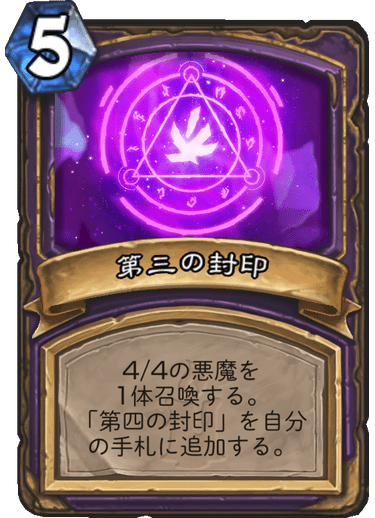 5
第三の封印
4/4の悪魔を
1体召喚する。
「第四の封印」を自分
の手札に追加する。